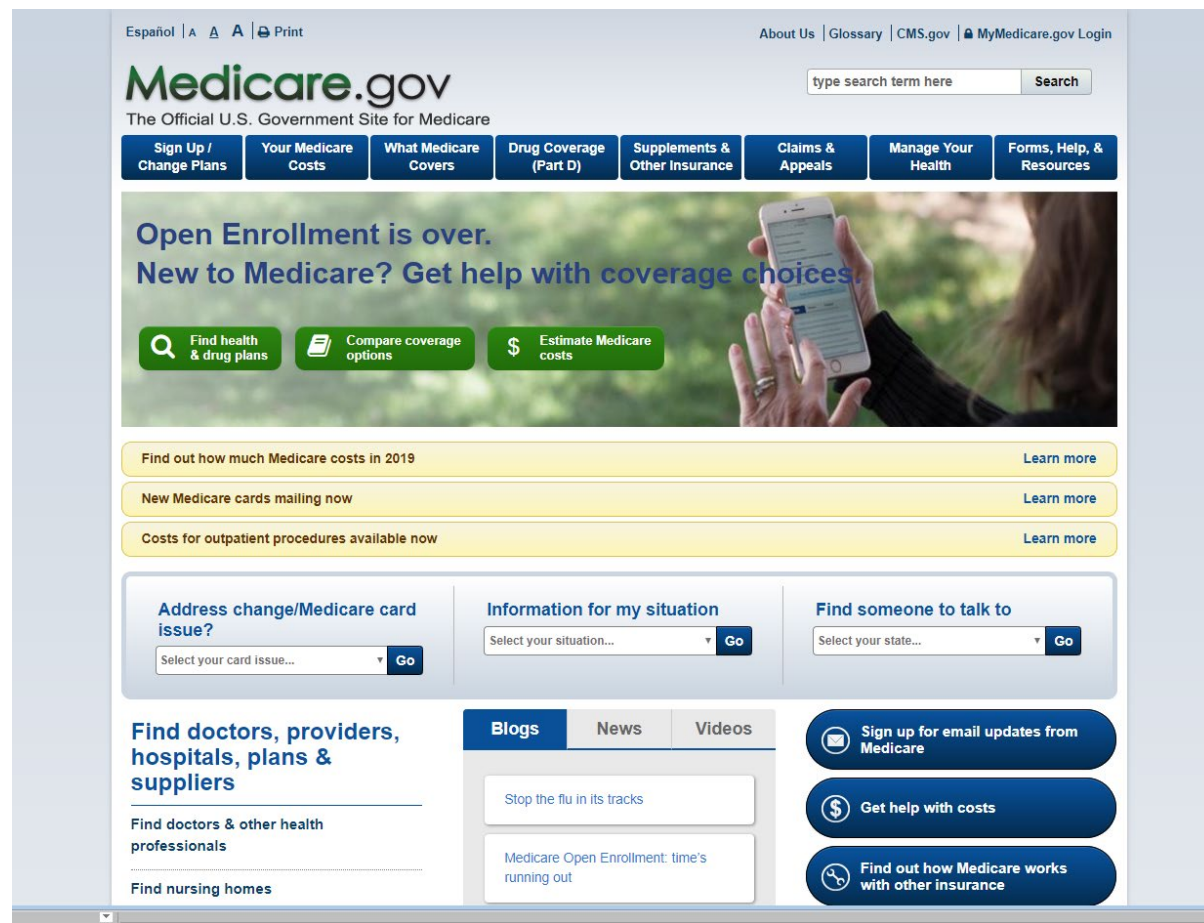 Español | A A A | Print
About Us | Glossary | CMS.gov | MyMedicare.gov Login
Medicare.gov
type search term here Search
The Official U.S. Government Site for Medicare
Sign Up /
Change Plans
Your Medicare
Costs
What Medicare
Covers
Drug Coverage
(Part D)
Supplements &
Other Insurance
Claims &
Appeals
Manage Your
Health
Forms, Help, &
Resources
Open Enrollment is over.
New to Medicare? Get help with coverage choices.
Find health
& drug plans
Compare coverage
options
$ Estimate Medicare
costs
Find out how much Medicare costs in 2019 Learn more
New Medicare cards mailing now Learn more
Costs for outpatient procedures available now Learn more
Address change/Medicare card
issue?
Select your card issue... Go
Information for my situation
Select your situation... Go
Find someone to talk to
Select your state... Go
Find doctors, providers,
hospitals, plans &
suppliers
Find doctors & other health
professionals
Find nursing homes
Blogs News Videos
Stop the flu in its tracks
Medicare Open Enrollment: time's
running out
Sign up for email updates from
Medicare
$ Get help with costs
Find out how Medicare works
with other insurance